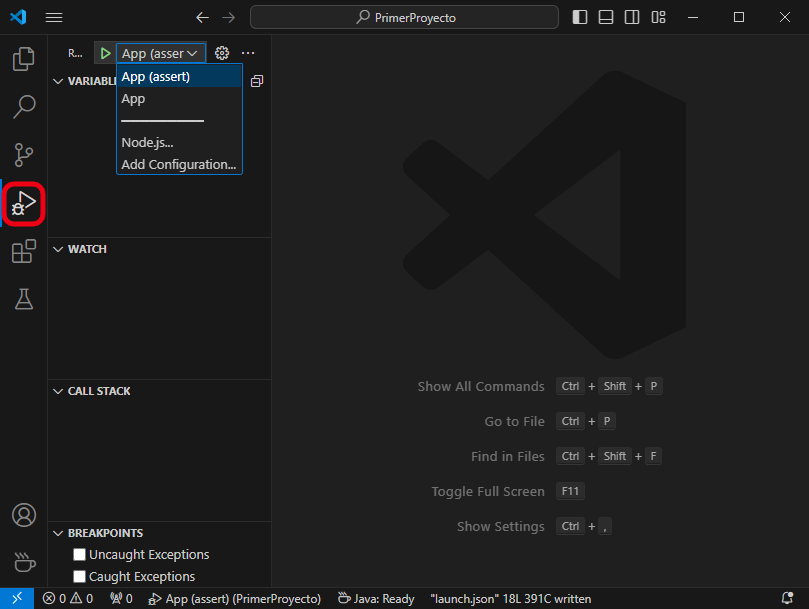 PrimerProyecto
R...
App (asser
App (assert)
App
Node.js...
Add Configuration...
VARIABL
WATCH
CALL STACK
BREAKPOINTS
Uncaught Exceptions
Caught Exceptions
Show All Commands Ctrl + Shift + P
Go to File Ctrl + P
Find in Files Ctrl + Shift + F
Toggle Full Screen F11
Show Settings Ctrl + ,
0 0 0 App (assert) (PrimerProyecto) Java: Ready "launch.json" 18L 391C written